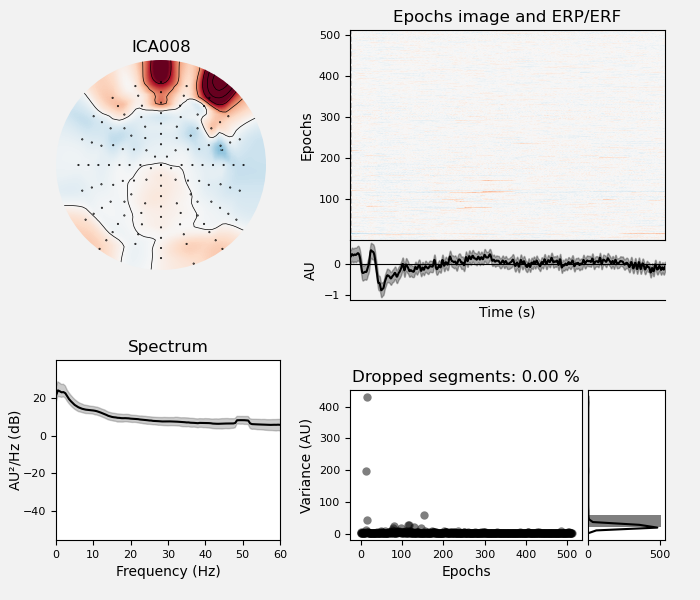 ICA008
Epochs image and ERP/ERF
500
400
300
200
100
Epochs
0
−1
AU
Time (s)
Spectrum
20
0
−20
−40
AU²/Hz (dB)
0 10 20 30 40 50 60
Frequency (Hz)
Dropped segments: 0.00 %
400
300
200
100
0
Variance (AU)
0 100 200 300 400 500
Epochs
0 500